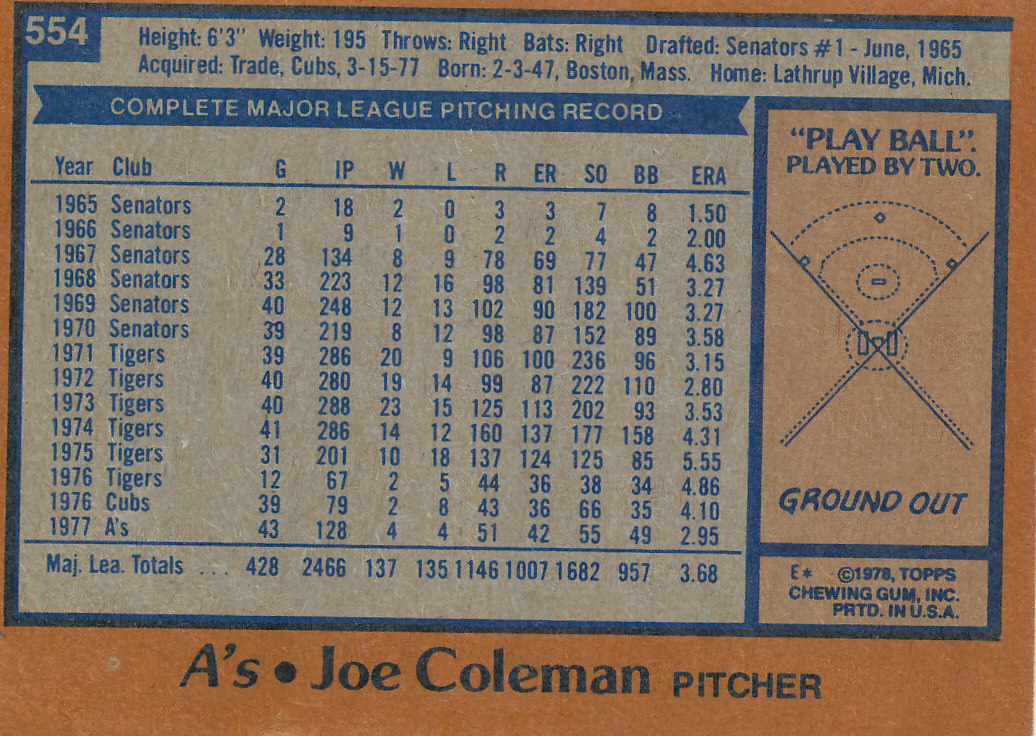 554
Height: 6'3" Weight: 195 Throws: Right Bats: Right Drafted: Senators #1 - June, 1965
Acquired: Trade, Cubs, 3-15-77 Born: 2-3-47, Boston, Mass. Home: Lathrup Village, Mich.
COMPLETE MAJOR LEAGUE PITCHING RECORD
Year Club G IP W L R ER SO BB ERA
1965 Senators 2 18 2 0 3 3 7 8 1.50
1966 Senators 1 9 1 0 2 2 4 2 2.00
1967 Senators 28 134 8 9 78 69 77 47 4.63
1968 Senators 33 223 12 16 98 81 139 51 3.27
1969 Senators 40 248 12 13 102 90 182 100 3.27
1970 Senators 39 219 8 12 98 87 152 89 3.58
1971 Tigers 39 286 20 9 106 100 236 96 3.15
1972 Tigers 40 280 19 14 99 87 222 110 2.80
1973 Tigers 40 288 23 15 125 113 202 93 3.53
1974 Tigers 41 286 14 12 160 137 177 158 4.31
1975 Tigers 31 201 10 18 137 124 125 85 5.55
1976 Tigers 12 67 2 5 44 36 38 34 4.86
1976 Cubs 39 79 2 8 43 36 66 35 4.10
1977 A's 43 128 4 4 51 42 55 49 2.95
Maj. Lea. Totals ... 428 2466 137 135 1146 1007 1682 957 3.68
"PLAY BALL".
PLAYED BY TWO.
GROUND OUT
E* ©1978, TOPPS
CHEWING GUM, INC.
PRTD. IN U.S.A.
A's • Joe Coleman PITCHER